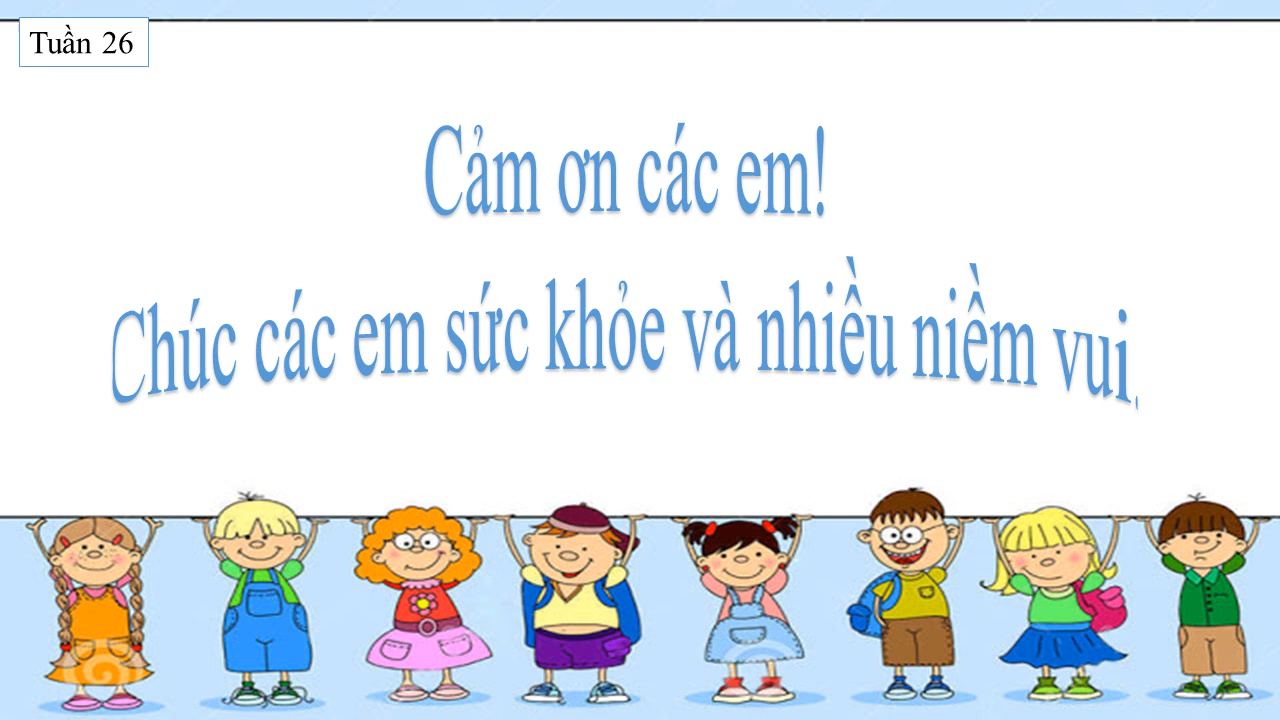 Tuần 26
Cảm ơn các em!
Chúc các em sức khỏe và nhiều niềm vui.